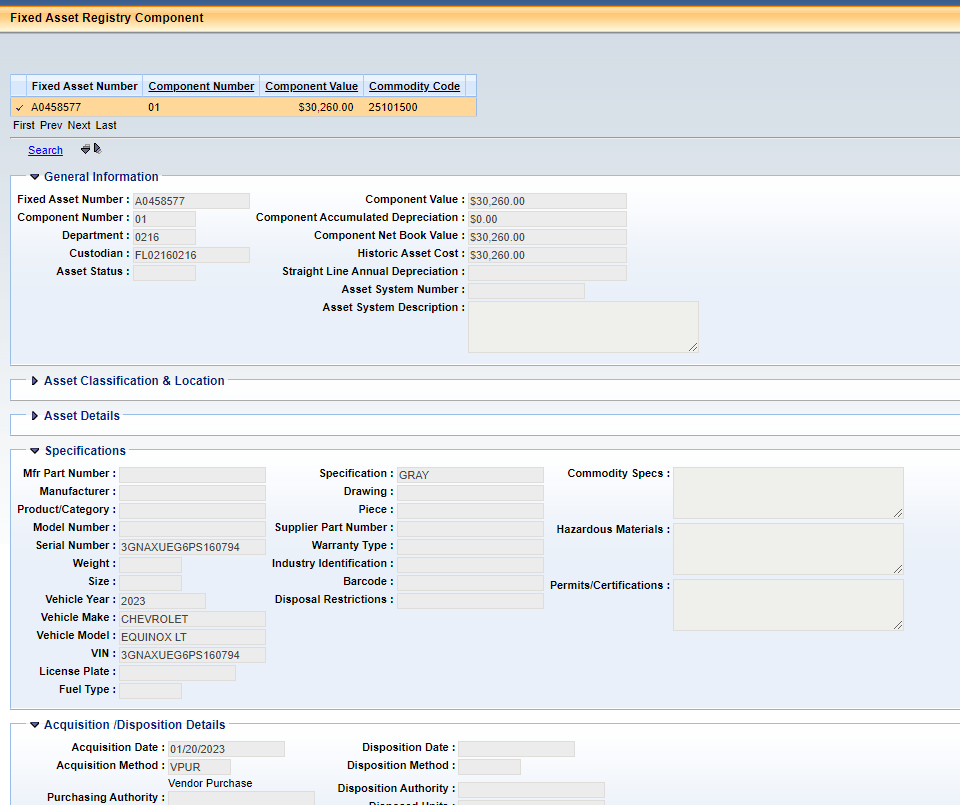 Fixed Asset Registry Component
Fixed Asset Number Component Number Component Value Commodity Code
A0458577 01 $30,260.00 25101500
First Prev Next Last
Search
General Information
Fixed Asset Number : A0458577 Component Value : $30,260.00
Component Number : 01 Component Accumulated Depreciation : $0.00
Department : 0216 Component Net Book Value : $30,260.00
Custodian : FL02160216 Historic Asset Cost : $30,260.00
Asset Status : Straight Line Annual Depreciation :
Asset System Number :
Asset System Description :
Asset Classification & Location
Asset Details
Specifications
Mfr Part Number : Specification : GRAY Commodity Specs :
Manufacturer : Drawing :
Product/Category : Piece :
Model Number : Supplier Part Number : Hazardous Materials :
Serial Number : 3GNAXUEG6PS160794 Warranty Type :
Weight : Industry Identification :
Size : Barcode : Permits/Certifications :
Vehicle Year : 2023 Disposal Restrictions :
Vehicle Make : CHEVROLET
Vehicle Model : EQUINOX LT
VIN : 3GNAXUEG6PS160794
License Plate :
Fuel Type :
Acquisition /Disposition Details
Acquisition Date : 01/20/2023 Disposition Date :
Acquisition Method : VPUR Disposition Method :
Vendor Purchase
Purchasing Authority : Disposition Authority :
Disposed Units :